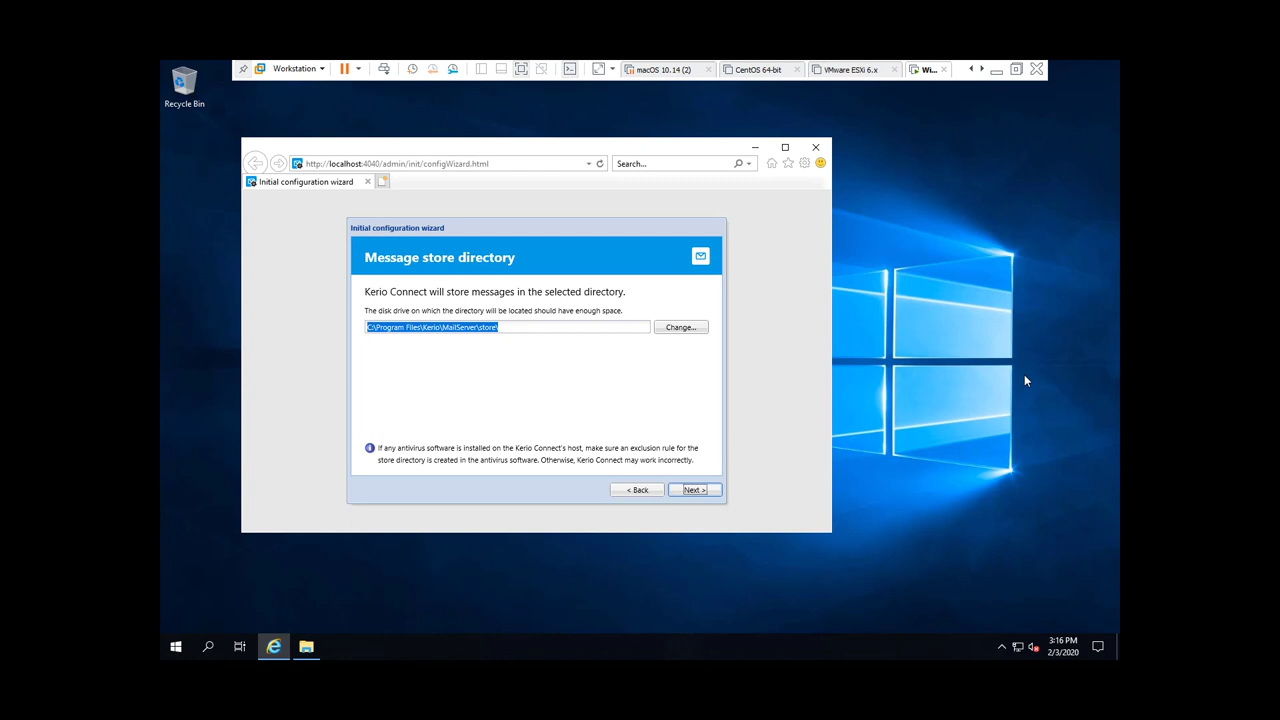 Recycle Bin
Workstation
macOS 10.14 (2)
CentOS 64-bit
VMware ESXi 6.x
Wi...
http://localhost:4040/admin/init/configWizard.html
Search...
Initial configuration wizard
Initial configuration wizard
Message store directory
Kerio Connect will store messages in the selected directory.
The disk drive on which the directory will be located should have enough space.
C:\Program Files\Kerio\MailServer\store\
Change...
If any antivirus software is installed on the Kerio Connect's host, make sure an exclusion rule for the
store directory is created in the antivirus software. Otherwise, Kerio Connect may work incorrectly.
< Back
Next >
3:16 PM
2/3/2020